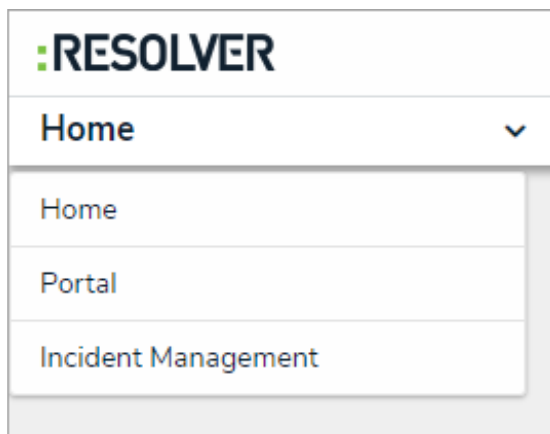 :RESOLVER
Home
Home
Portal
Incident Management